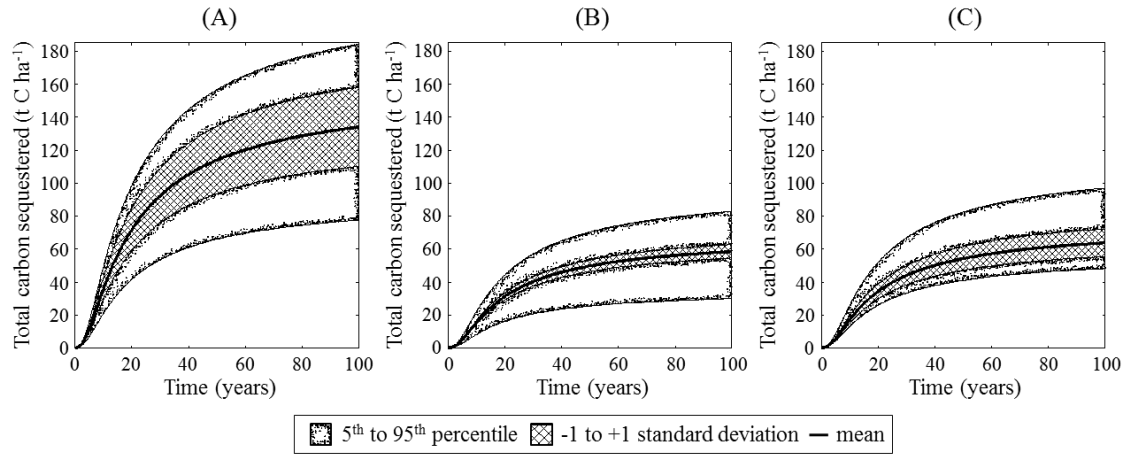 (A) (B) (C)
Total carbon sequestered (t C ha⁻¹)
180
160
140
120
100
80
60
40
20
0
0 20 40 60 80 100
Time (years)
Total carbon sequestered (t C ha⁻¹)
180
160
140
120
100
80
60
40
20
0
0 20 40 60 80 100
Time (years)
Total carbon sequestered (t C ha⁻¹)
180
160
140
120
100
80
60
40
20
0
0 20 40 60 80 100
Time (years)
5th to 95th percentile -1 to +1 standard deviation mean